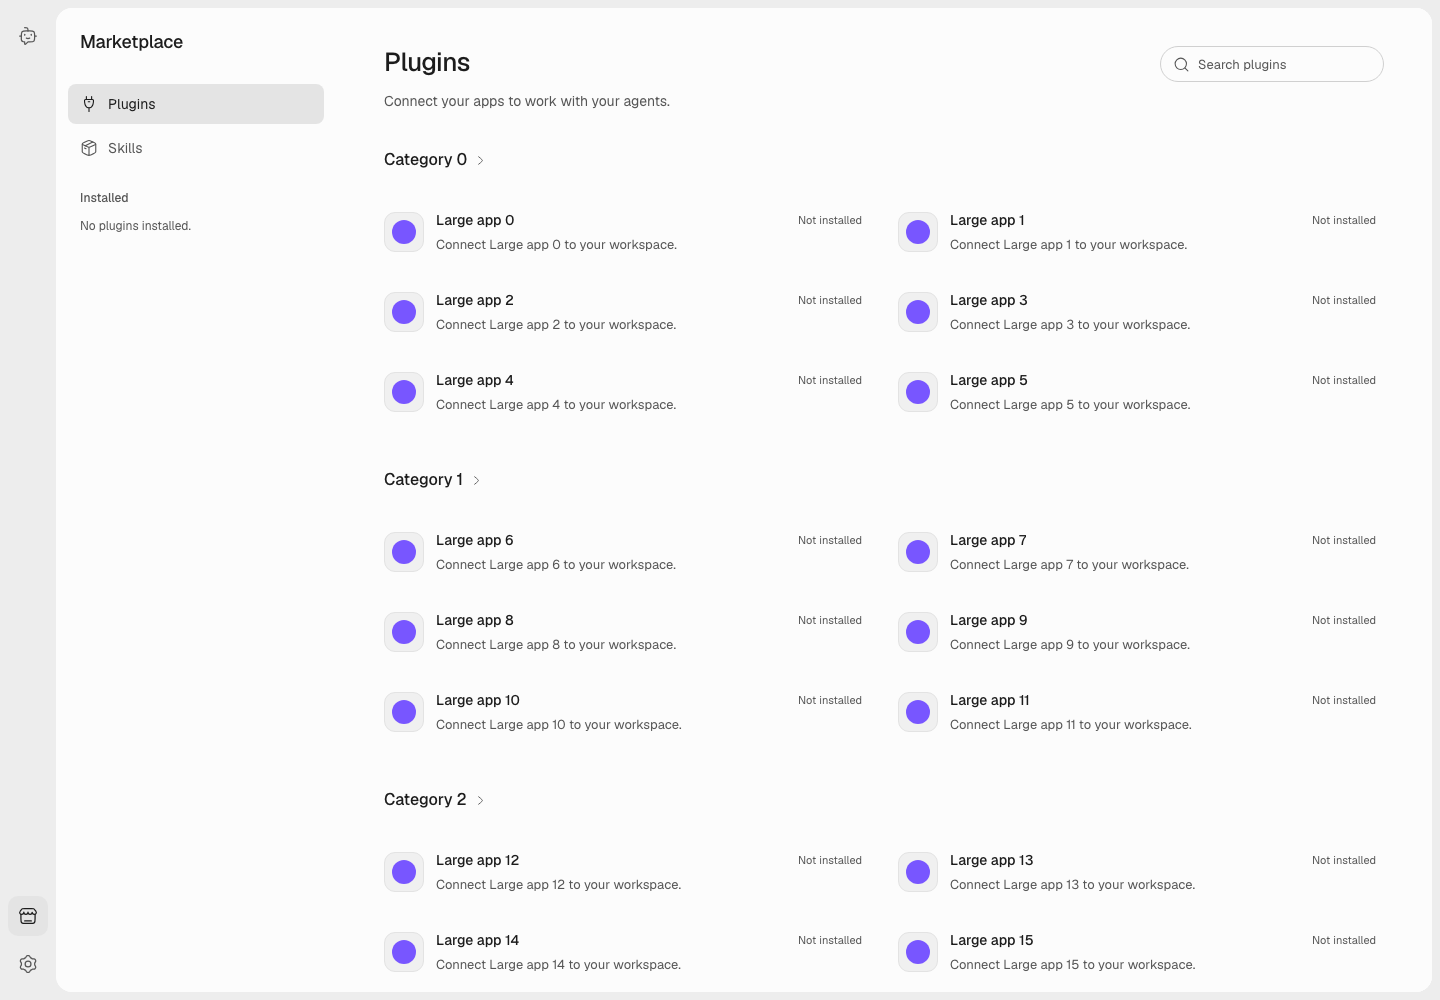 Marketplace
Plugins
Skills
Installed
No plugins installed.
Plugins
Search plugins
Connect your apps to work with your agents.
Category 0
Large app 0
Not installed
Connect Large app 0 to your workspace.
Large app 1
Not installed
Connect Large app 1 to your workspace.
Large app 2
Not installed
Connect Large app 2 to your workspace.
Large app 3
Not installed
Connect Large app 3 to your workspace.
Large app 4
Not installed
Connect Large app 4 to your workspace.
Large app 5
Not installed
Connect Large app 5 to your workspace.
Category 1
Large app 6
Not installed
Connect Large app 6 to your workspace.
Large app 7
Not installed
Connect Large app 7 to your workspace.
Large app 8
Not installed
Connect Large app 8 to your workspace.
Large app 9
Not installed
Connect Large app 9 to your workspace.
Large app 10
Not installed
Connect Large app 10 to your workspace.
Large app 11
Not installed
Connect Large app 11 to your workspace.
Category 2
Large app 12
Not installed
Connect Large app 12 to your workspace.
Large app 13
Not installed
Connect Large app 13 to your workspace.
Large app 14
Not installed
Connect Large app 14 to your workspace.
Large app 15
Not installed
Connect Large app 15 to your workspace.